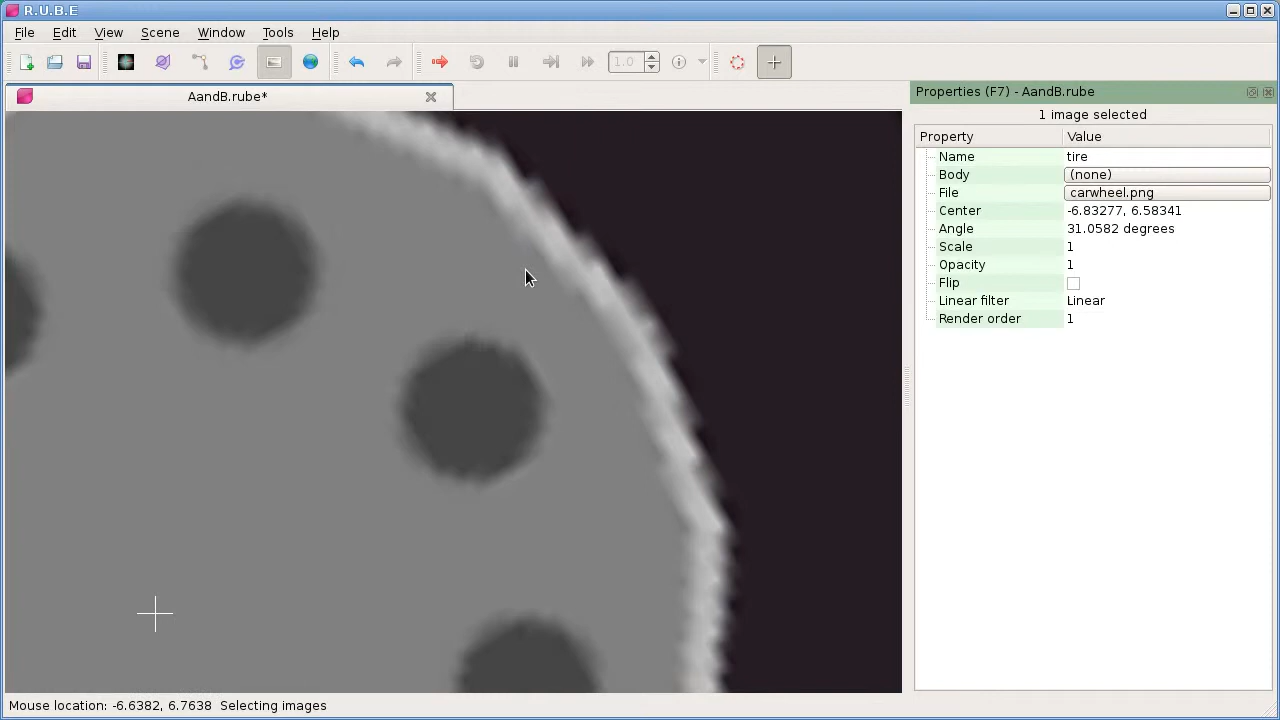 R.U.B.E
File Edit View Scene Window Tools Help
1.0
AandB.rube*
Properties (F7) - AandB.rube
1 image selected
Property Value
Name tire
Body (none)
File carwheel.png
Center -6.83277, 6.58341
Angle 31.0582 degrees
Scale 1
Opacity 1
Flip
Linear filter Linear
Render order 1
Mouse location: -6.6382, 6.7638 Selecting images